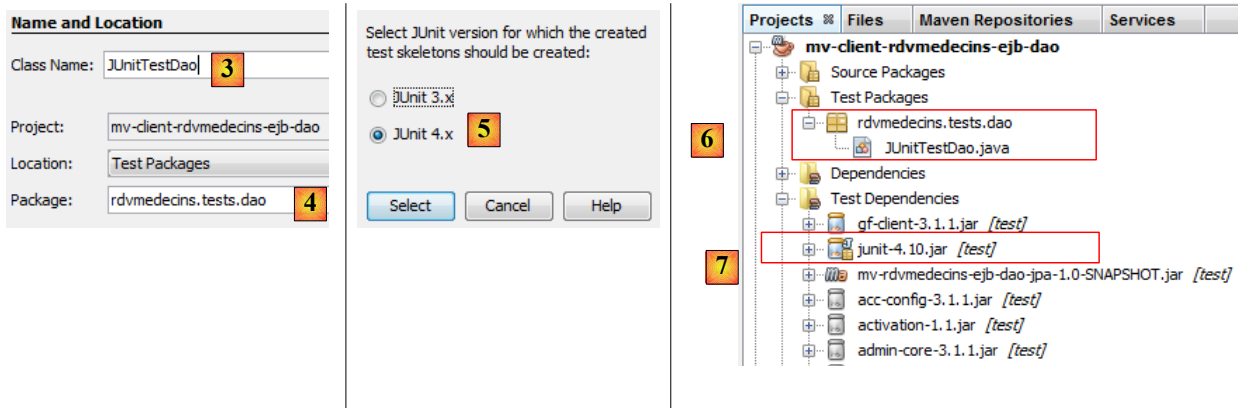 Name and Location
Class Name: JUnitTestDao
3
Project: mv-client-rdvmedecins-ejb-dao
Location: Test Packages
Package: rdvmedecins.tests.dao
4
Select JUnit version for which the created
test skeletons should be created:
JUnit 3.x
JUnit 4.x
5
Select Cancel Help
Projects Files Maven Repositories Services
mv-client-rdvmedecins-ejb-dao
Source Packages
Test Packages
6
rdvmedecins.tests.dao
JUnitTestDao.java
Dependencies
Test Dependencies
gf-client-3.1.1.jar [test]
junit-4.10.jar [test]
7
mv-rdvmedecins-ejb-dao-jpa-1.0-SNAPSHOT.jar [test]
acc-config-3.1.1.jar [test]
activation-1.1.jar [test]
admin-core-3.1.1.jar [test]